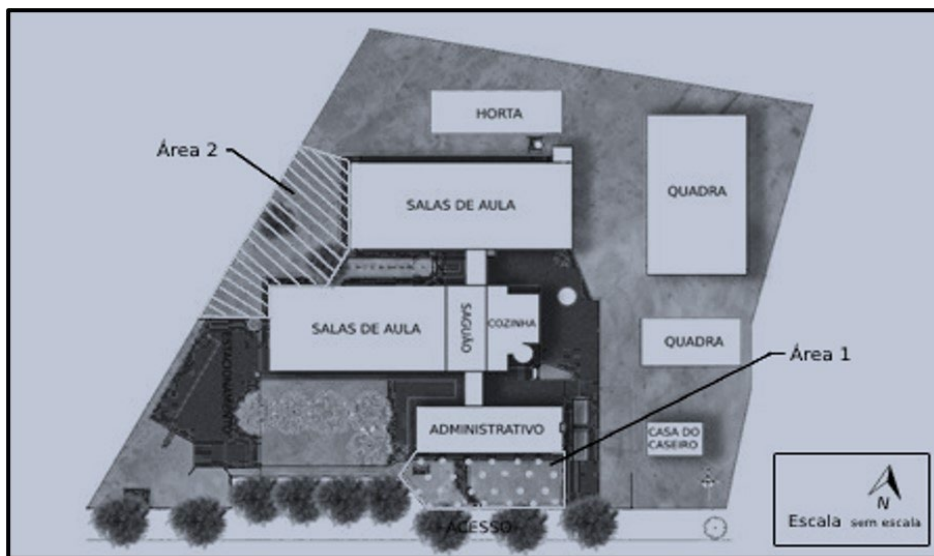 HORTA
Área 2
QUADRA
SALAS DE AULA
SAGUÃO
COZINHA
SALAS DE AULA
QUADRA
Área 1
ESTACIONAMENTO
ADMINISTRATIVO
CASA DO
CASEIRO
N
Escala sem escala
ACESSO